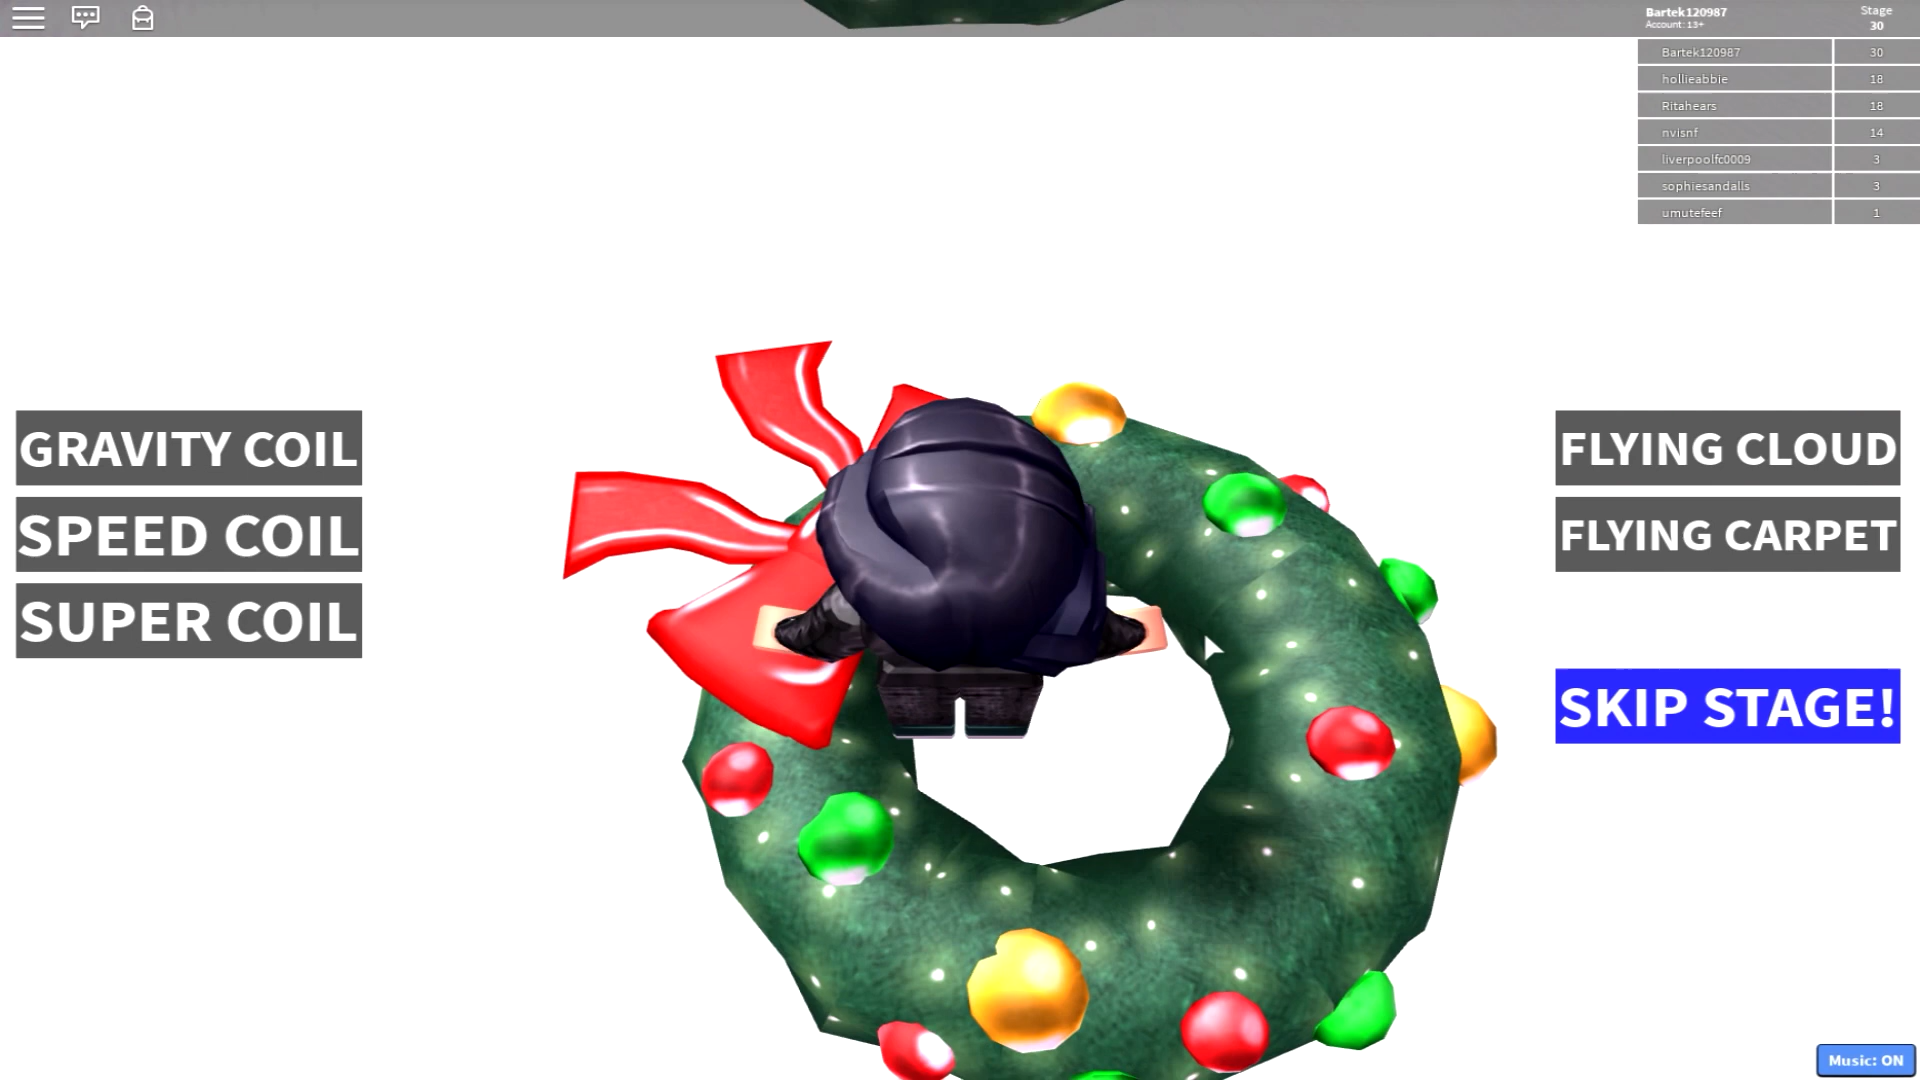 Bartek120987
Account: 13+
Stage
30
Bartek120987 30
hollieabbie 18
Ritahears 18
nvisnf 14
liverpoolfc0009 3
sophiesandalls 3
umutefeef 1
GRAVITY COIL
SPEED COIL
SUPER COIL
FLYING CLOUD
FLYING CARPET
SKIP STAGE!
Music: ON